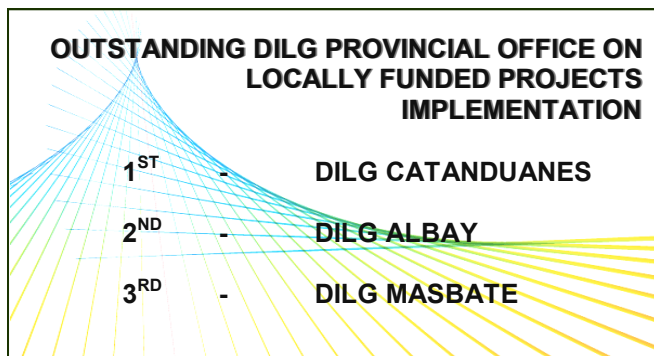 OUTSTANDING DILG PROVINCIAL OFFICE ON
LOCALLY FUNDED PROJECTS
IMPLEMENTATION
1ST - DILG CATANDUANES
2ND - DILG ALBAY
3RD - DILG MASBATE